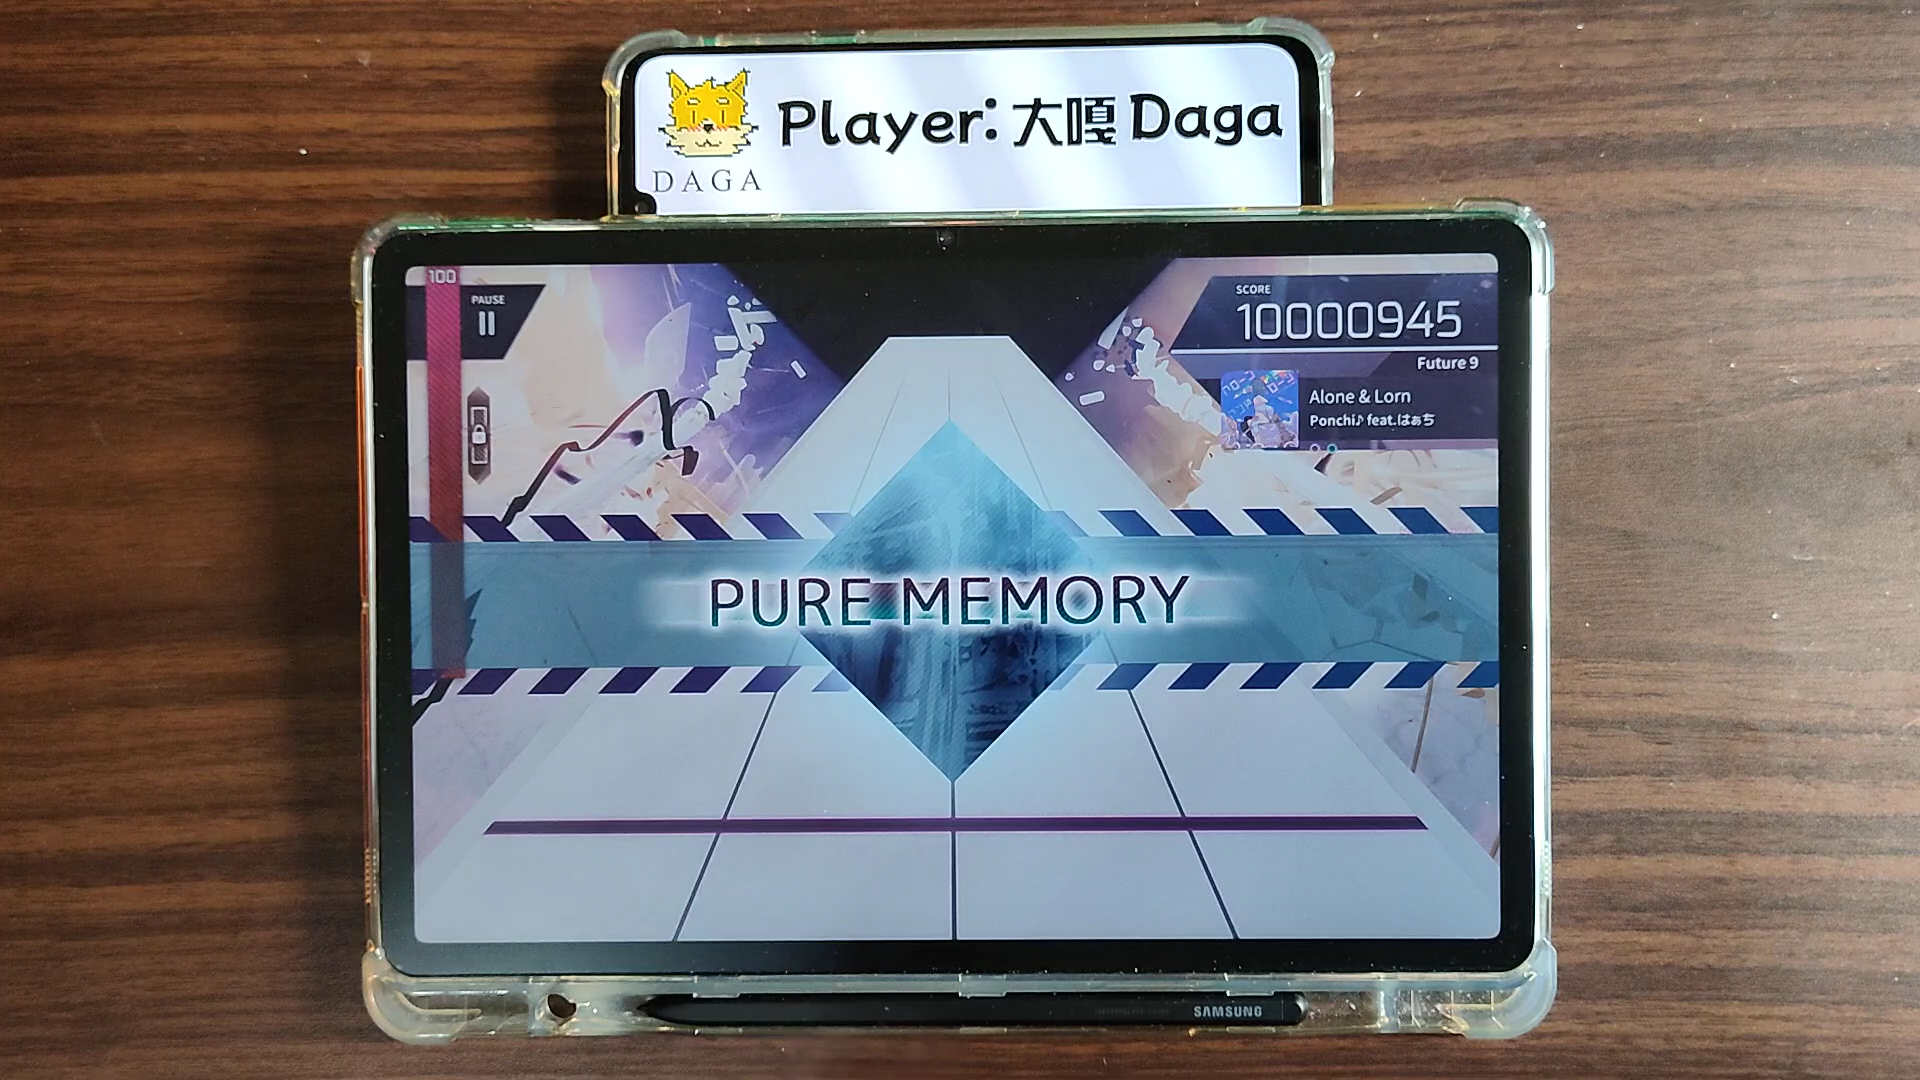 Player: 大嘎 Daga
DAGA
100
PAUSE
SCORE
10000945
Future 9
Alone & Lorn
Ponchi♪ feat.はぁち
PURE MEMORY
SAMSUNG